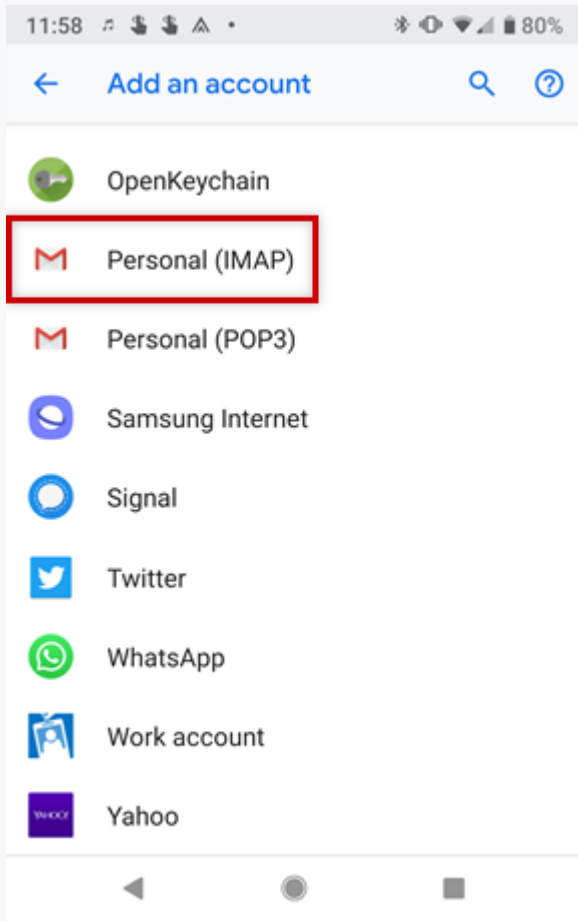 11:58
80%
Add an account
OpenKeychain
Personal (IMAP)
Personal (POP3)
Samsung Internet
Signal
Twitter
WhatsApp
Work account
YAHOO!
Yahoo